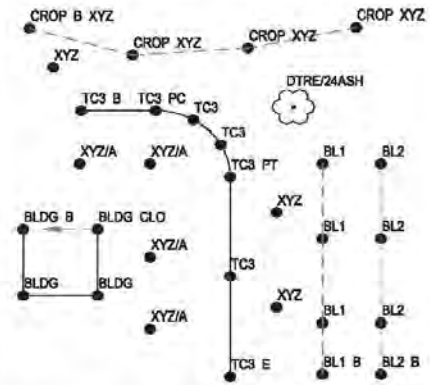 CROP B XYZ
CROP XYZ
CROP XYZ
CROP XYZ
XYZ
DTRE/24ASH
TC3 B
TC3 PC
TC3
TC3
XYZ/A
XYZ/A
TC3 PT
BL1
BL2
XYZ
BLDG B
BLDG CLO
BL1
BL2
XYZ/A
TC3
BLDG
BLDG
XYZ
XYZ/A
BL1
BL2
TC3 E
BL1 B
BL2 B